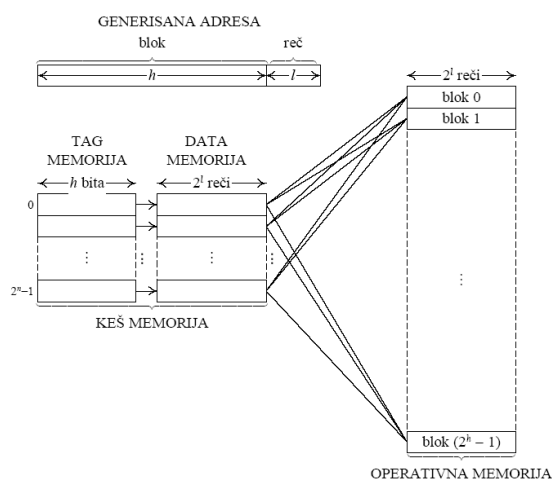 GENERISANA ADRESA
blok reč
h l
2^l reči
blok 0
blok 1
TAG MEMORIJA
DATA MEMORIJA
h bita
2^l reči
0
⋮ ⋮ ⋮ ⋮ ⋮
2^n–1
KEŠ MEMORIJA
blok (2^h – 1)
OPERATIVNA MEMORIJA